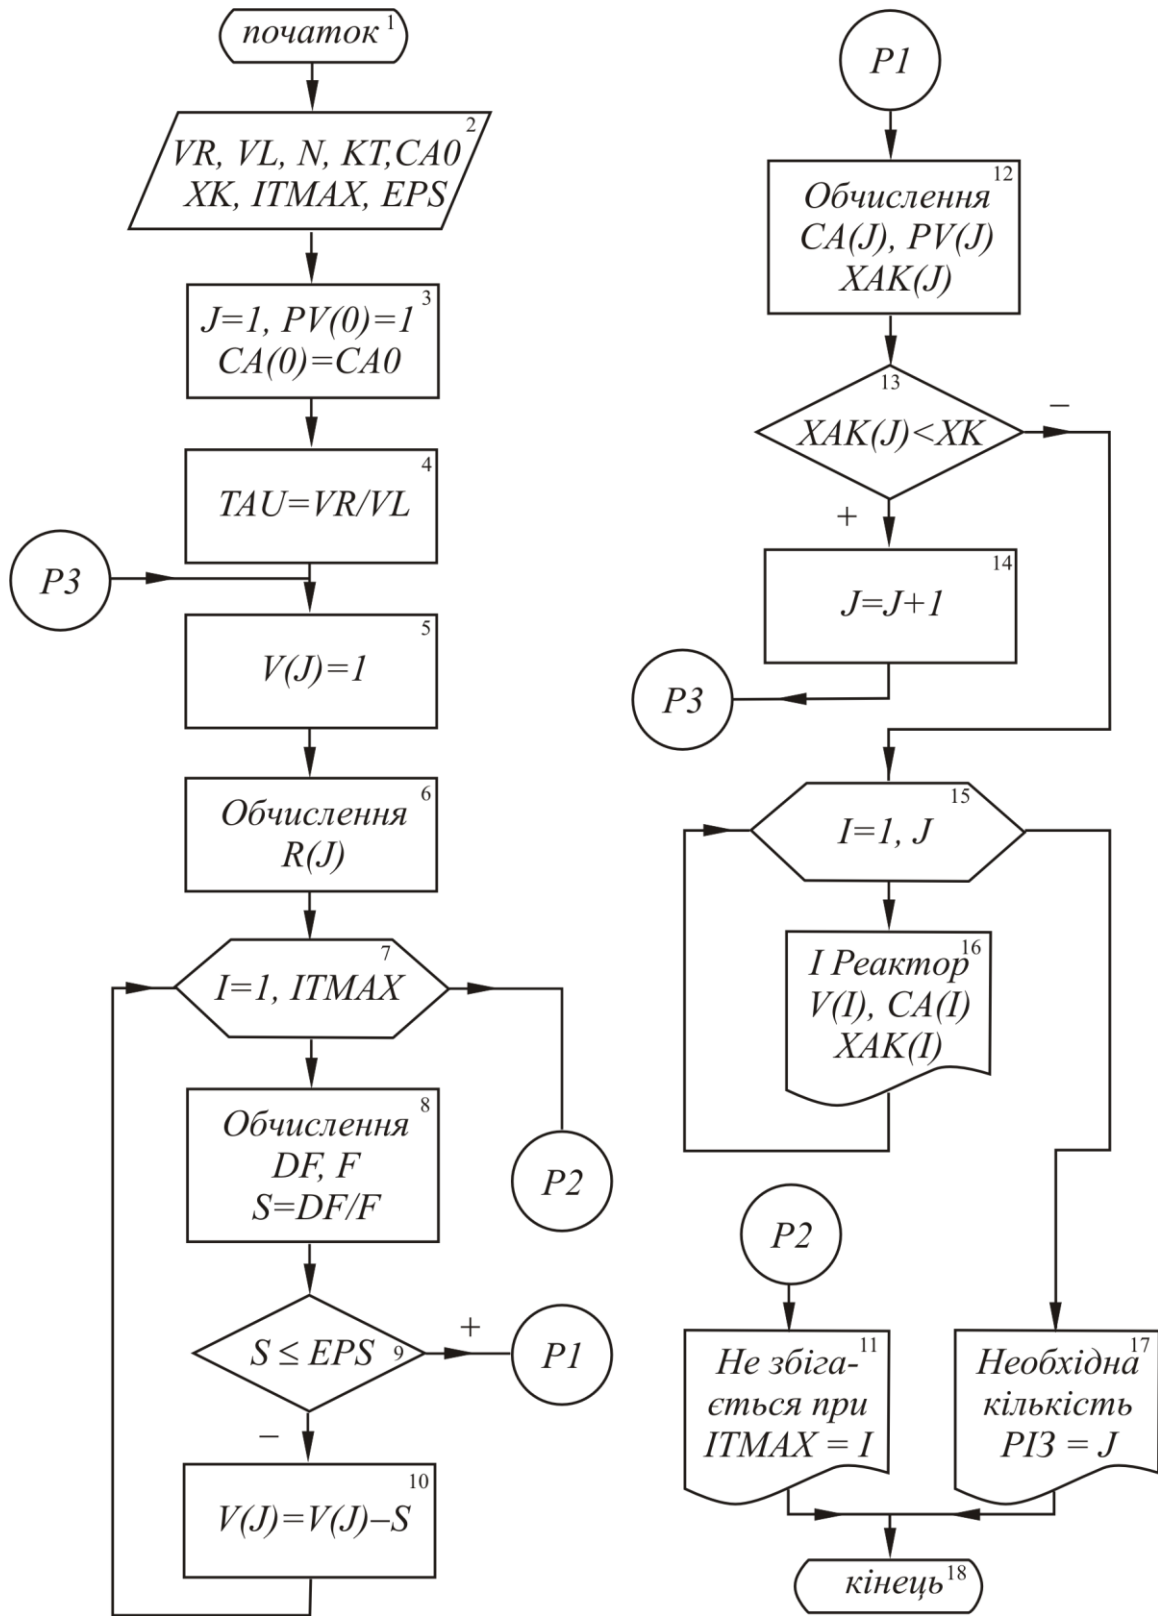 початок 1
2
VR, VL, N, KT,CA0
XK, ITMAX, EPS
3
J=1, PV(0)=1
CA(0)=CA0
4
TAU=VR/VL
P3
5
V(J)=1
6
Обчислення
R(J)
7
I=1, ITMAX
8
Обчислення
DF, F
S=DF/F
P2
S ≤ EPS 9
+
P1
−
10
V(J)=V(J)−S
P1
12
Обчислення
CA(J), PV(J)
XAK(J)
13
XAK(J)<XK
−
+
14
J=J+1
P3
15
I=1, J
16
I Реактор
V(I), CA(I)
XAK(I)
P2
11
Не збіга-
ється при
ITMAX = I
17
Необхідна
кількість
РІЗ = J
кінець 18